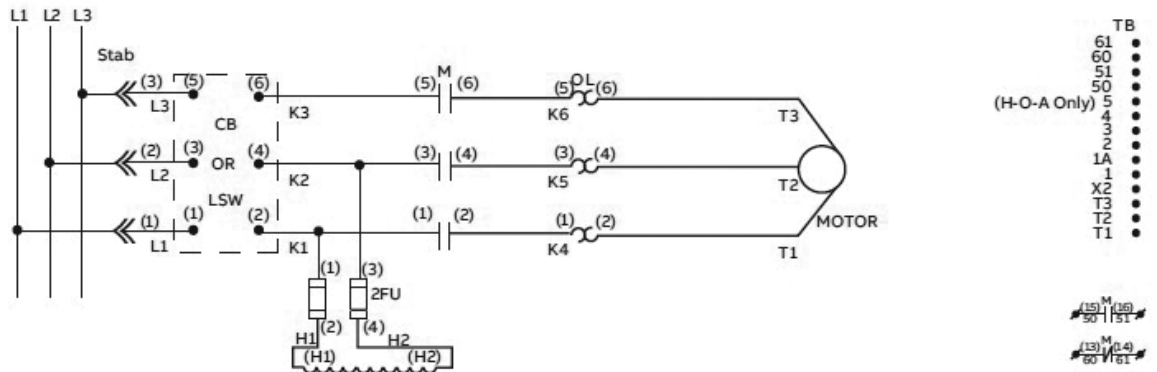 L1 L2 L3
TB
Stab
61
60
51
50
(H-O-A Only) 5
4
3
2
1A
1
X2
T3
T2
T1
(3) (5) (6) M (5) (6) OL (5) (6)
L3 K3 K6 T3
CB
(2) (3) (4) (3) (4) (3) (4)
OR
L2 K2 K5 T2
LSW
(1) (1) (2) (1) (2) (1) (2)
L1 K1 K4 T1
MOTOR
(1) (3)
2FU
(2) (4)
H1 H2
(H1) (H2)
M
(15) (16)
50 51
M
(13) (14)
60 61